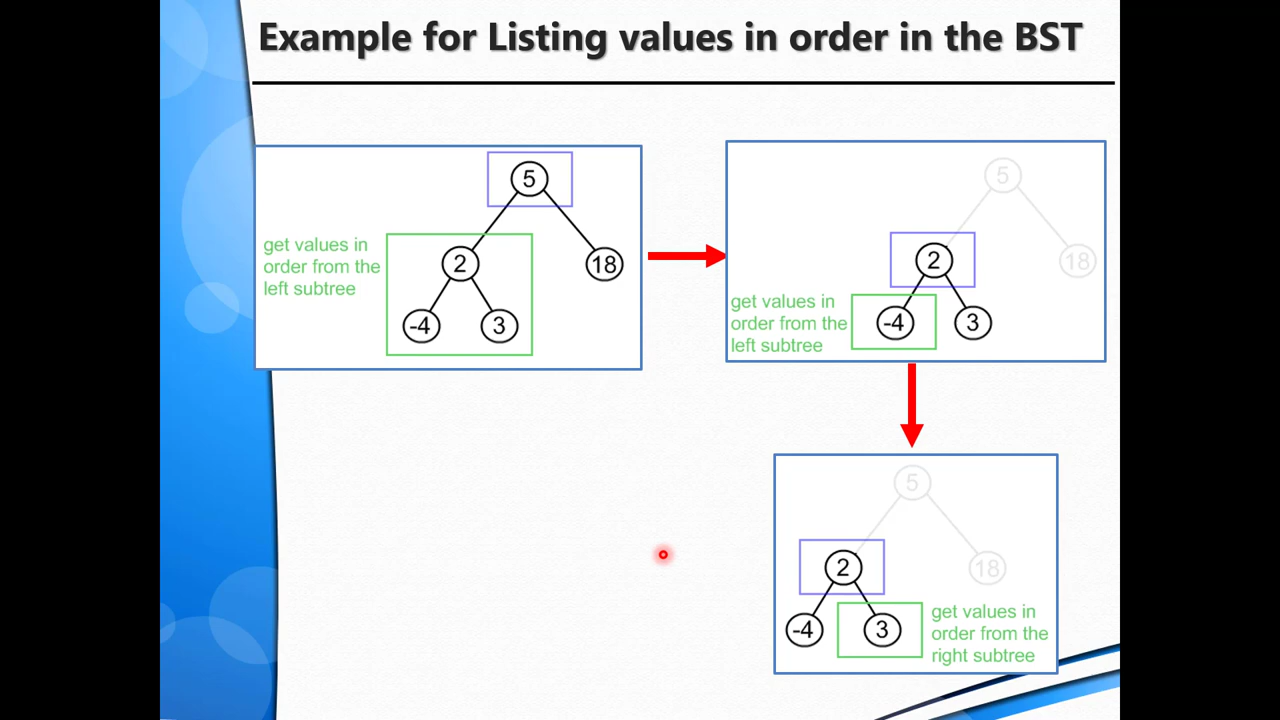 Example for Listing values in order in the BST
5
get values in
order from the
left subtree
2
18
-4
3
5
2
18
get values in
order from the
left subtree
-4
3
5
2
18
-4
3
get values in
order from the
right subtree